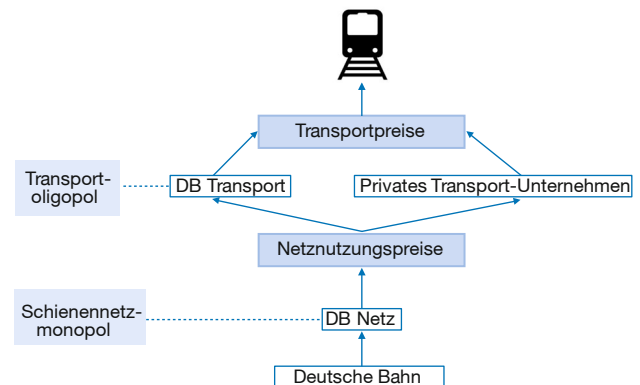 Transportpreise
Transport-
oligopol
DB Transport
Privates Transport-Unternehmen
Netznutzungspreise
Schienennetz-
monopol
DB Netz
Deutsche Bahn